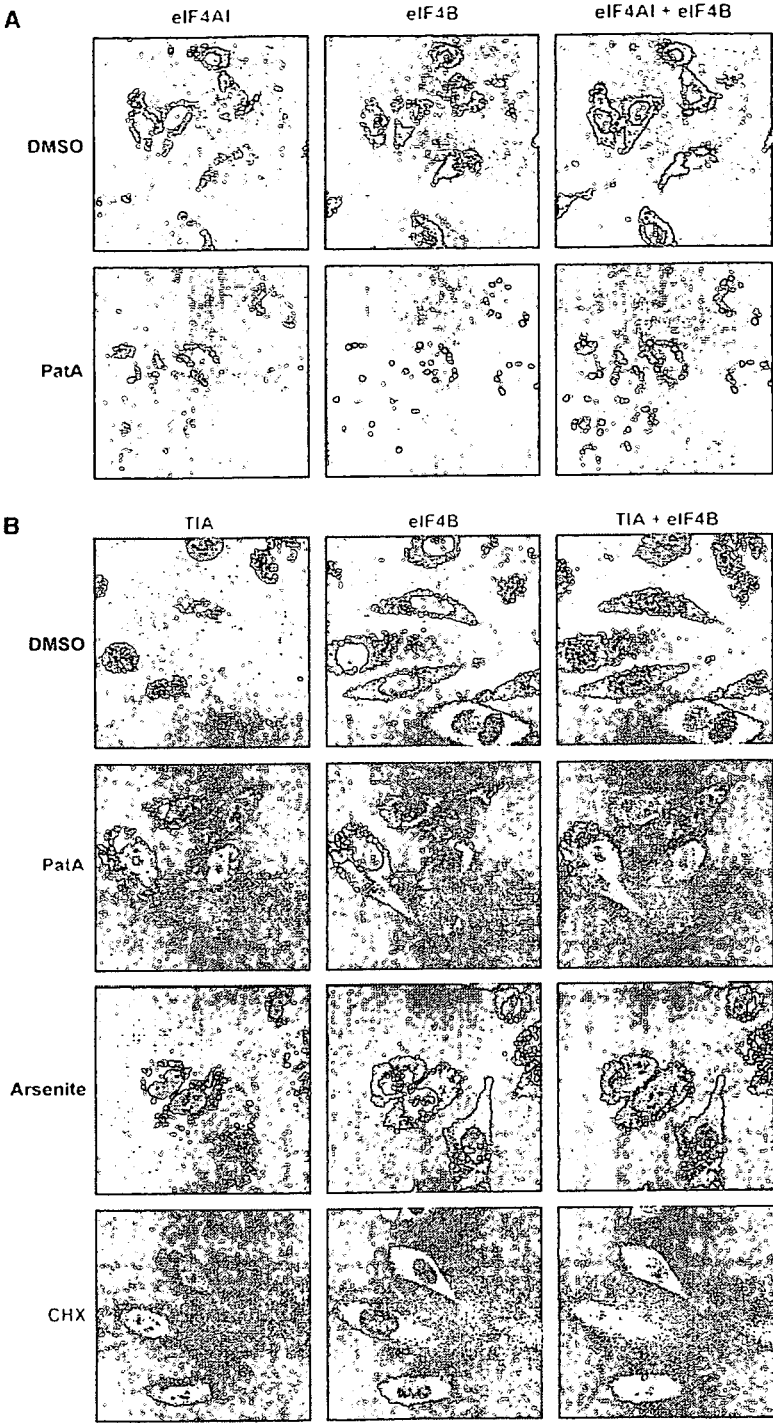 A
eIF4AI eIF4B eIF4AI + eIF4B
DMSO
PatA
B
TIA eIF4B TIA + eIF4B
DMSO
PatA
Arsenite
CHX